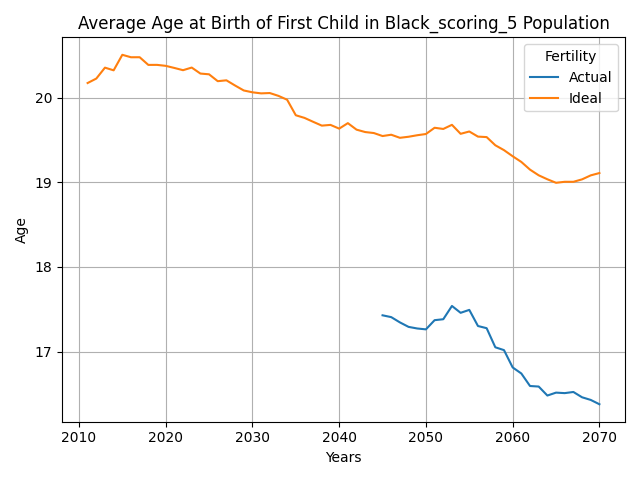 Average Age at Birth of First Child in Black_scoring_5 Population
Fertility
Actual
Ideal
Age
20
19
18
17
2010 2020 2030 2040 2050 2060 2070
Years